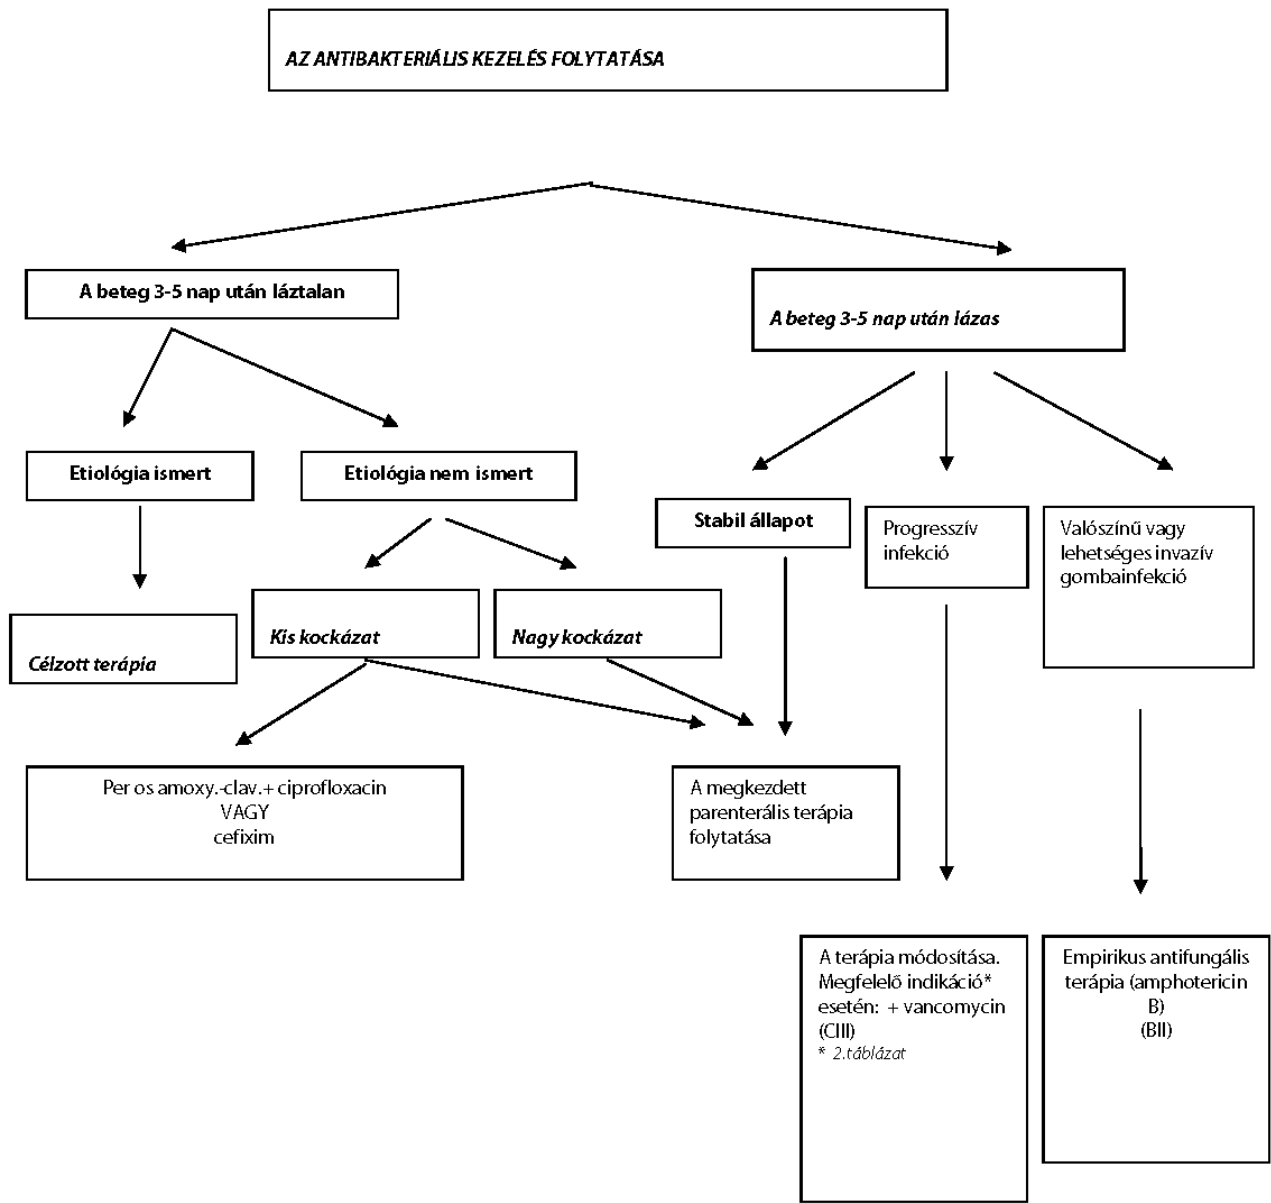 AZ ANTIBAKTERIÁLIS KEZELÉS FOLYTATÁSA
A beteg 3-5 nap után láztalan
A beteg 3-5 nap után lázas
Etiológia ismert
Etiológia nem ismert
Stabil állapot
Progresszív
infekció
Valószínű vagy
lehetséges invazív
gombainfekció
Célzott terápia
Kis kockázat
Nagy kockázat
Per os amoxy.-clav.+ ciprofloxacin
VAGY
cefixim
A megkezdett
parenterális terápia
folytatása
A terápia módosítása.
Megfelelő indikáció*
esetén: + vancomycin
(CIII)
* 2.táblázat
Empirikus antifungális
terápia (amphotericin
B)
(BII)